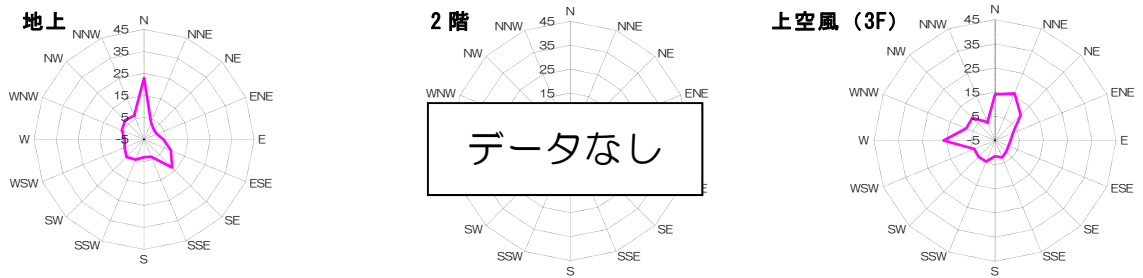 地上
N
NNE
NE
ENE
E
ESE
SE
SSE
S
SSW
SW
WSW
W
WNW
NW
NNW
45
35
25
15
5
-5
2階
N
NNE
NE
ENE
SE
SSE
S
SSW
SW
WNW
NW
NNW
45
35
25
15
データなし
上空風（3F）
N
NNE
NE
ENE
E
ESE
SE
SSE
S
SSW
SW
WSW
W
WNW
NW
NNW
45
35
25
15
5
-5